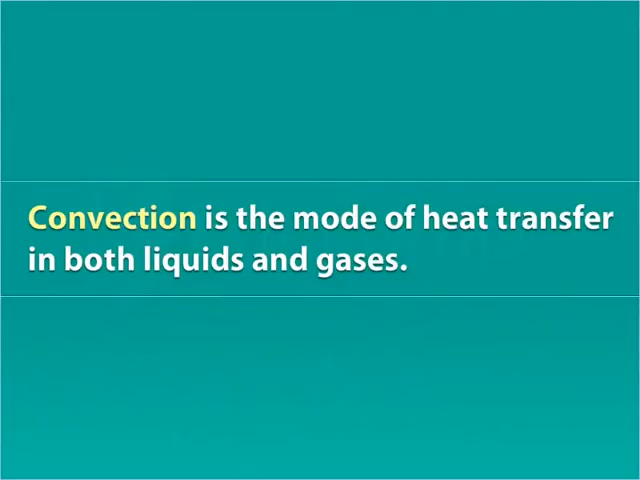 Convection is the mode of heat transfer
in both liquids and gases.